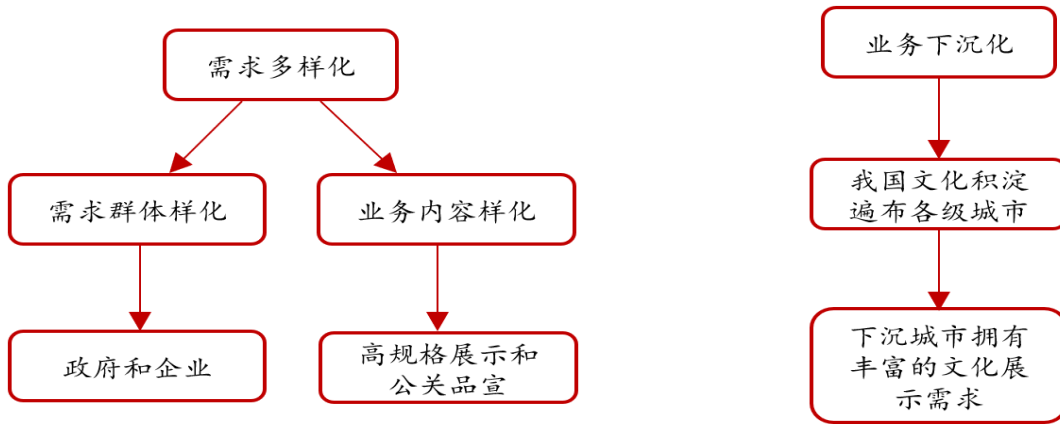 需求多样化
需求群体样化
业务内容样化
政府和企业
高规格展示和
公关品宣
业务下沉化
我国文化积淀
遍布各级城市
下沉城市拥有
丰富的文化展
示需求